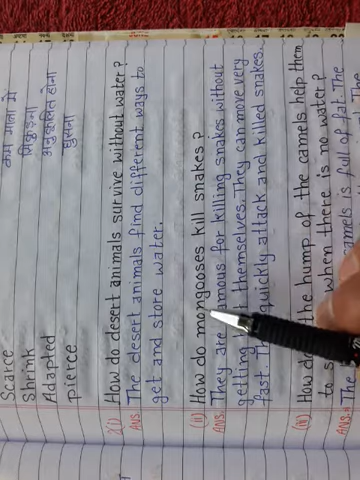 Scarce कम मात्रा में
Shrink सिकुड़ना
Adapted अनुकूलित होना
pierce घुसना
2(i) How do desert animals survive without water?
Ans. The desert animals find different ways to
get and store water.
(ii) How do mongooses kill snakes?
Ans. They are famous for killing snakes without
getting themselves. They can move very
fast. quickly attack and killed snakes.
(iii) How do the hump of the camels help them
to when there is no water?
Ans. camels is full of fat. The